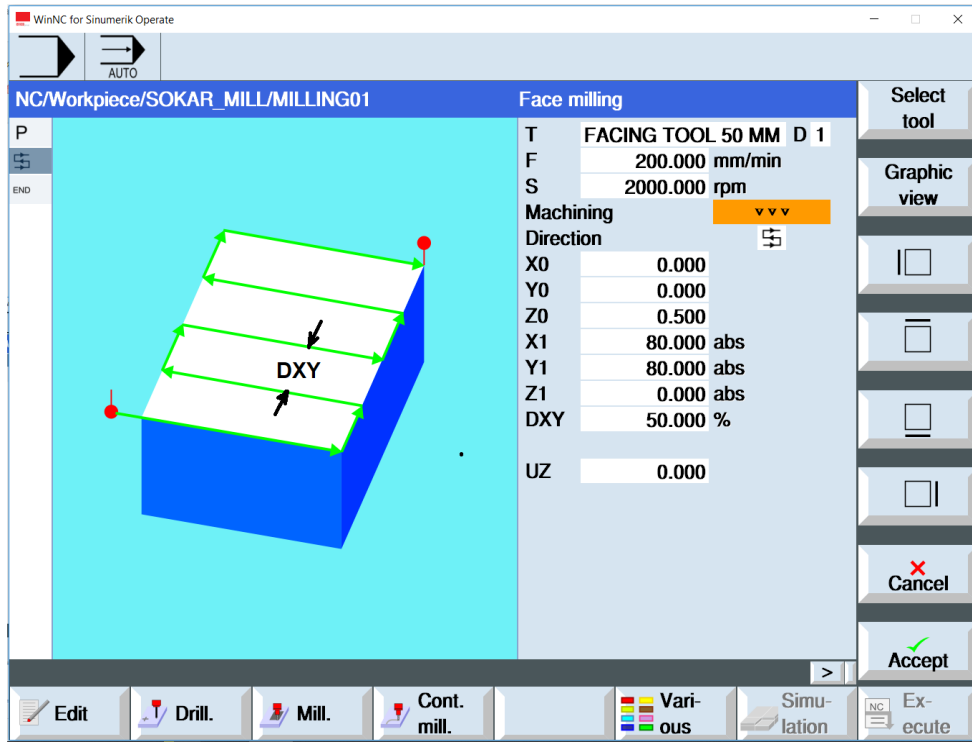 WinNC for Sinumerik Operate
AUTO
NC/Workpiece/SOKAR_MILL/MILLING01
Face milling
Select
tool
P
END
T FACING TOOL 50 MM D 1
F 200.000 mm/min
S 2000.000 rpm
Machining
Direction
X0 0.000
Y0 0.000
Z0 0.500
X1 80.000 abs
Y1 80.000 abs
Z1 0.000 abs
DXY 50.000 %
UZ 0.000
DXY
Graphic
view
Cancel
Accept
>
Edit
Drill.
Mill.
Cont.
mill.
Vari-
ous
Simu-
lation
NC
Ex-
ecute